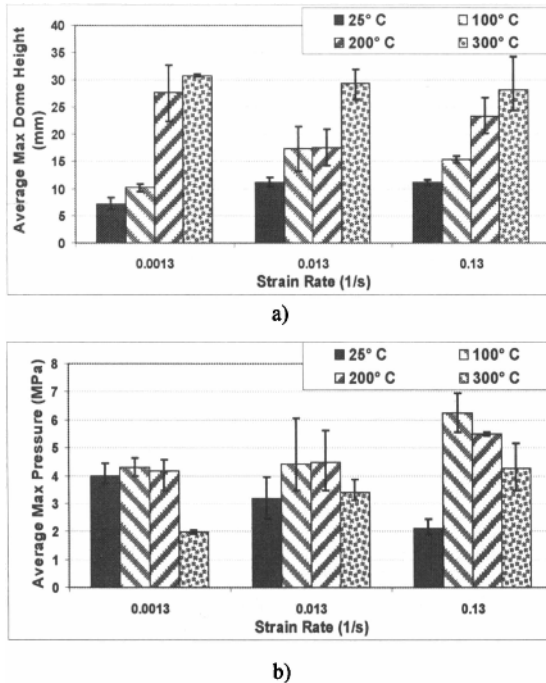 25° C 100° C
200° C 300° C
Average Max Dome Height
(mm)
40
35
30
25
20
15
10
5
0
0.0013 0.013 0.13
Strain Rate (1/s)
a)
25° C 100° C
200° C 300° C
Average Max Pressure (MPa)
8
7
6
5
4
3
2
1
0
0.0013 0.013 0.13
Strain Rate (1/s)
b)